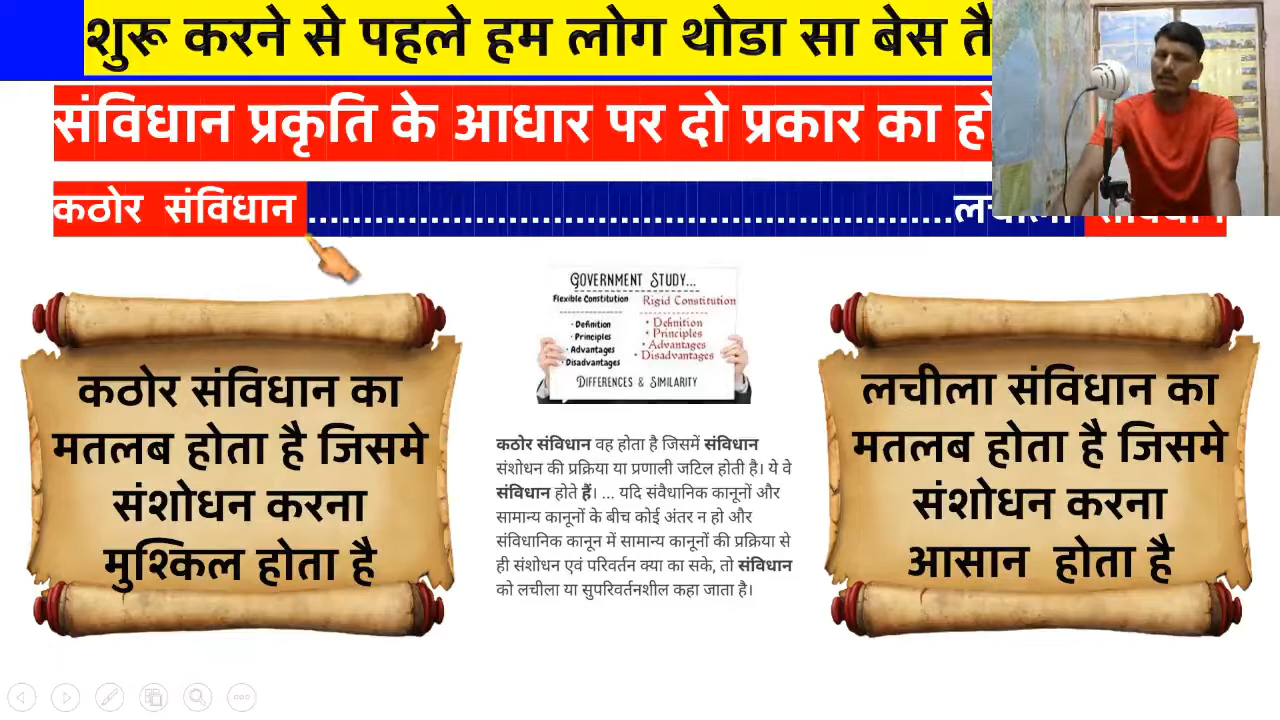 शुरू करने से पहले हम लोग थोडा सा बेस
संविधान प्रकृति के आधार पर दो प्रकार का
कठोर संविधान ........................................................
GOVERNMENT STUDY...
Flexible Constitution
Rigid Constitution
· Definition
· Principles
· Advantages
· Disadvantages
• Definition
• Principles
• Advantages
• Disadvantages
DIFFERENCES & SIMILARITY
कठोर संविधान का
मतलब होता है जिसमे
संशोधन करना
मुश्किल होता है
कठोर संविधान वह होता है जिसमें संविधान
संशोधन की प्रक्रिया या प्रणाली जटिल होती है। ये वे
संविधान होते हैं। ... यदि संवैधानिक कानूनों और
सामान्य कानूनों के बीच कोई अंतर न हो और
संविधानिक कानून में सामान्य कानूनों की प्रक्रिया से
ही संशोधन एवं परिवर्तन क्या का सके, तो संविधान
को लचीला या सुपरिवर्तनशील कहा जाता है।
लचीला संविधान का
मतलब होता है जिसमे
संशोधन करना
आसान होता है